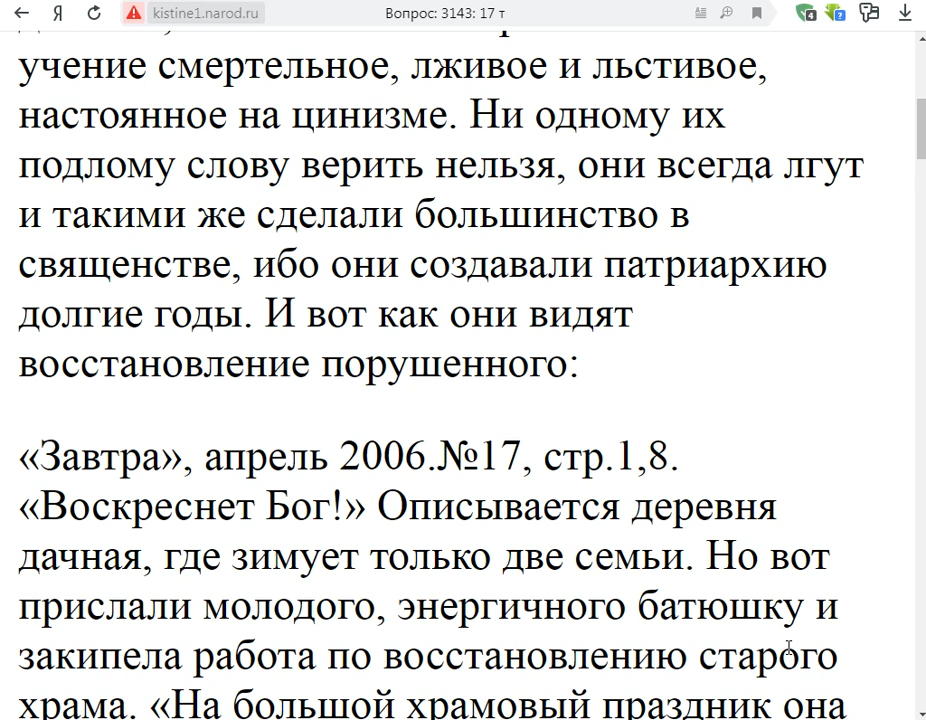 Я kistine1.narod.ru Вопрос: 3143: 17 т 4 2
учение смертельное, лживое и льстивое,
настоянное на цинизме. Ни одному их
подлому слову верить нельзя, они всегда лгут
и такими же сделали большинство в
священстве, ибо они создавали патриархию
долгие годы. И вот как они видят
восстановление порушенного:
«Завтра», апрель 2006.№17, стр.1,8.
«Воскреснет Бог!» Описывается деревня
дачная, где зимует только две семьи. Но вот
прислали молодого, энергичного батюшку и
закипела работа по восстановлению старого
храма. «На большой храмовый праздник она